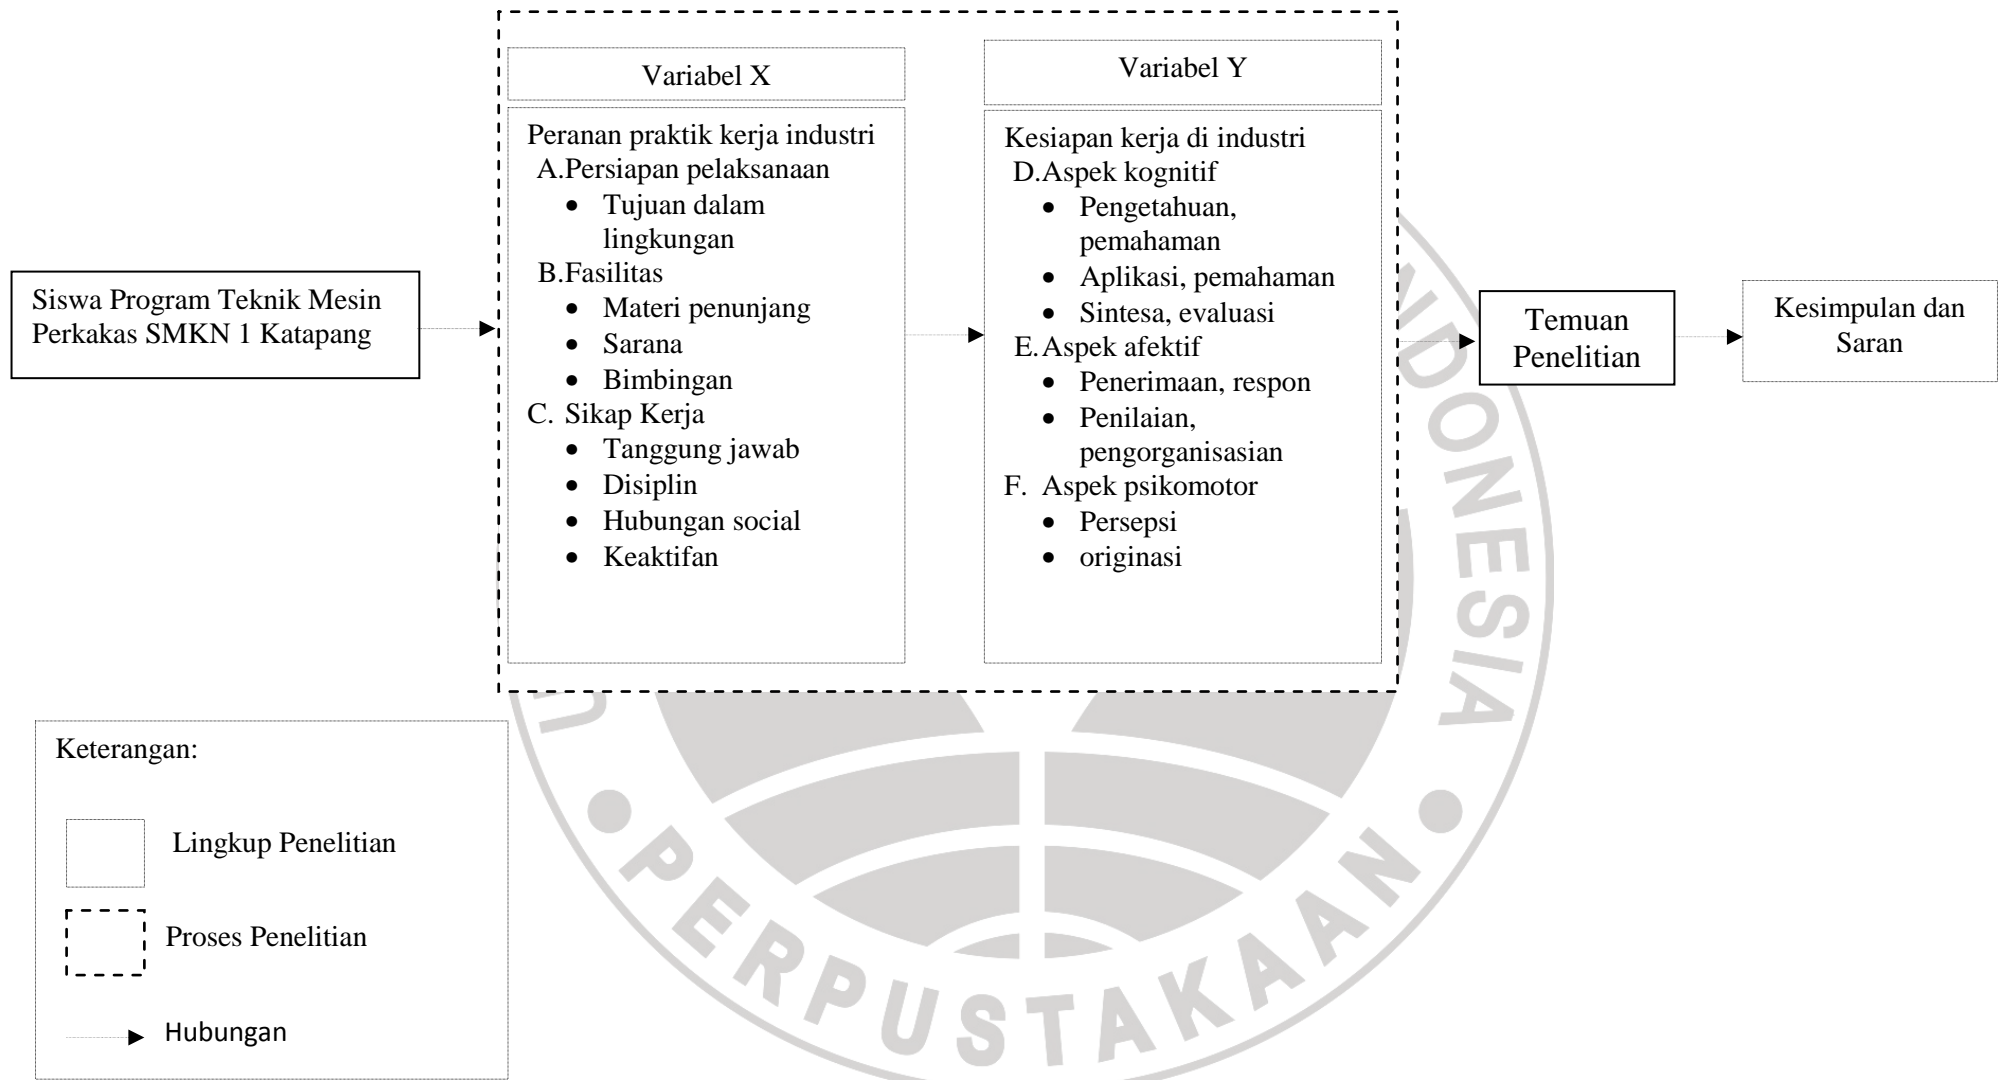 Siswa Program Teknik Mesin
Perkakas SMKN 1 Katapang
Variabel X
Peranan praktik kerja industri
A.Persiapan pelaksanaan
• Tujuan dalam
lingkungan
B.Fasilitas
• Materi penunjang
• Sarana
• Bimbingan
C. Sikap Kerja
• Tanggung jawab
• Disiplin
• Hubungan social
• Keaktifan
Variabel Y
Kesiapan kerja di industri
D.Aspek kognitif
• Pengetahuan,
pemahaman
• Aplikasi, pemahaman
• Sintesa, evaluasi
E.Aspek afektif
• Penerimaan, respon
• Penilaian,
pengorganisasian
F. Aspek psikomotor
• Persepsi
• originasi
Temuan
Penelitian
Kesimpulan dan
Saran
Keterangan:
Lingkup Penelitian
Proses Penelitian
Hubungan
NDONESIA
PERPUSTAKAAN